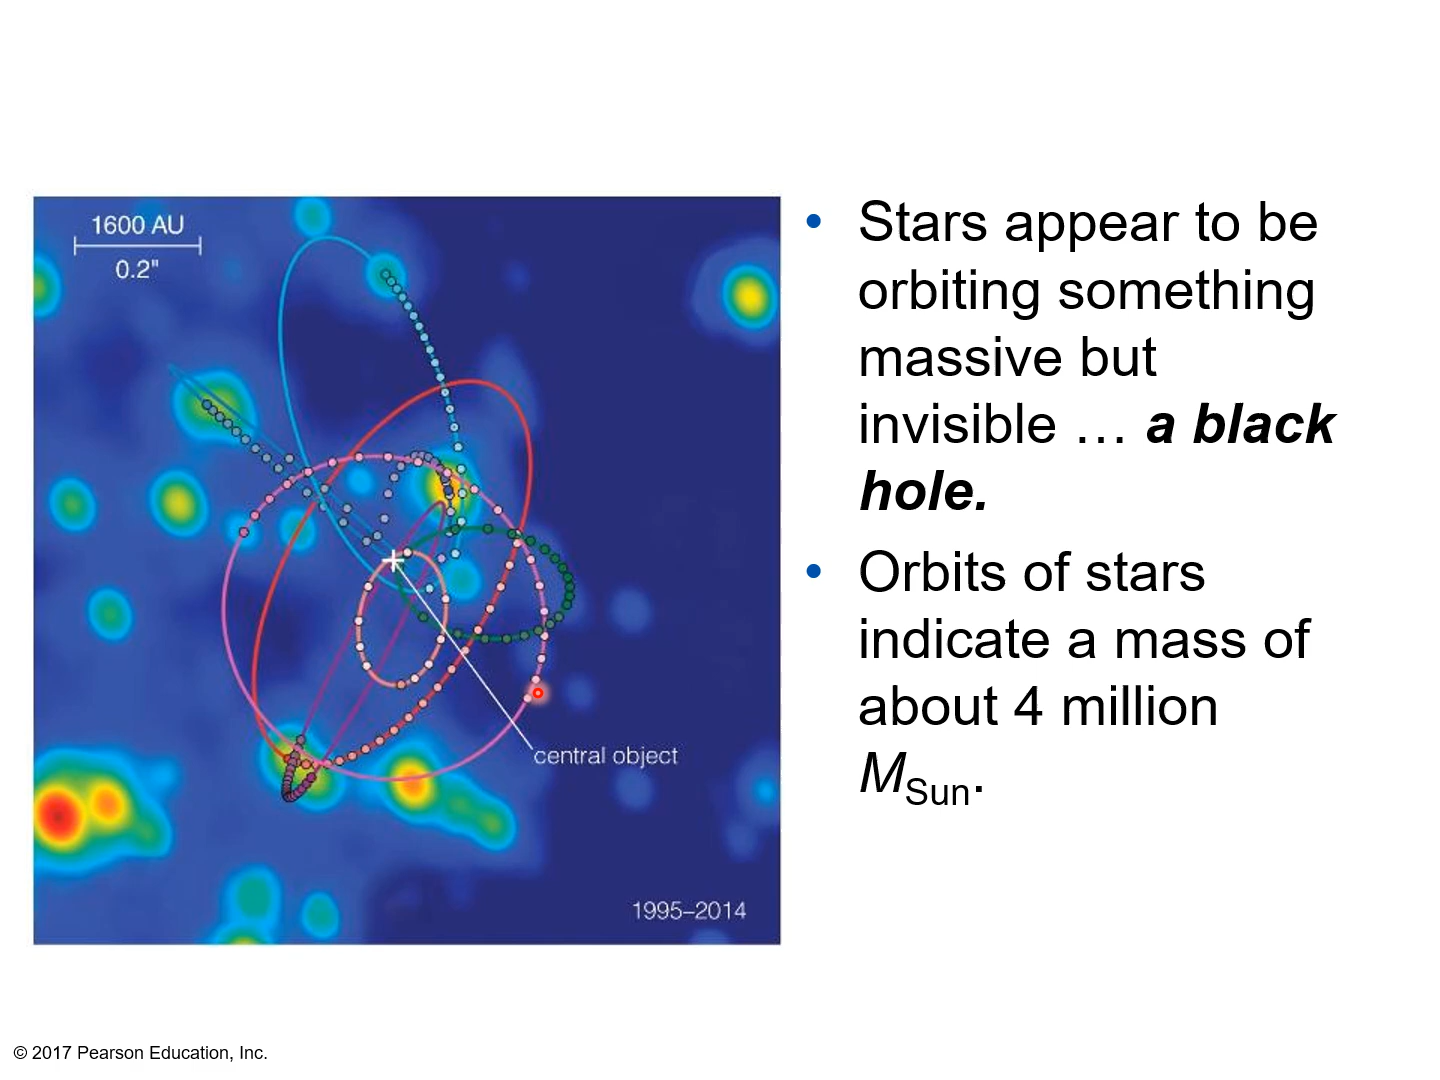 1600 AU
0.2"
central object
1995–2014
• Stars appear to be
orbiting something
massive but
invisible … a black
hole.
• Orbits of stars
indicate a mass of
about 4 million
MSun.
© 2017 Pearson Education, Inc.